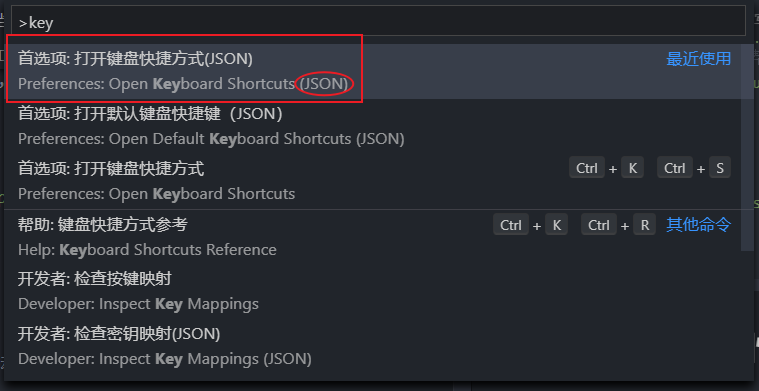 >key
首选项: 打开键盘快捷方式(JSON) 最近使用
Preferences: Open Keyboard Shortcuts (JSON)
首选项: 打开默认键盘快捷键（JSON）
Preferences: Open Default Keyboard Shortcuts (JSON)
首选项: 打开键盘快捷方式 Ctrl + K Ctrl + S
Preferences: Open Keyboard Shortcuts
帮助: 键盘快捷方式参考 Ctrl + K Ctrl + R 其他命令
Help: Keyboard Shortcuts Reference
开发者: 检查按键映射
Developer: Inspect Key Mappings
开发者: 检查密钥映射(JSON)
Developer: Inspect Key Mappings (JSON)